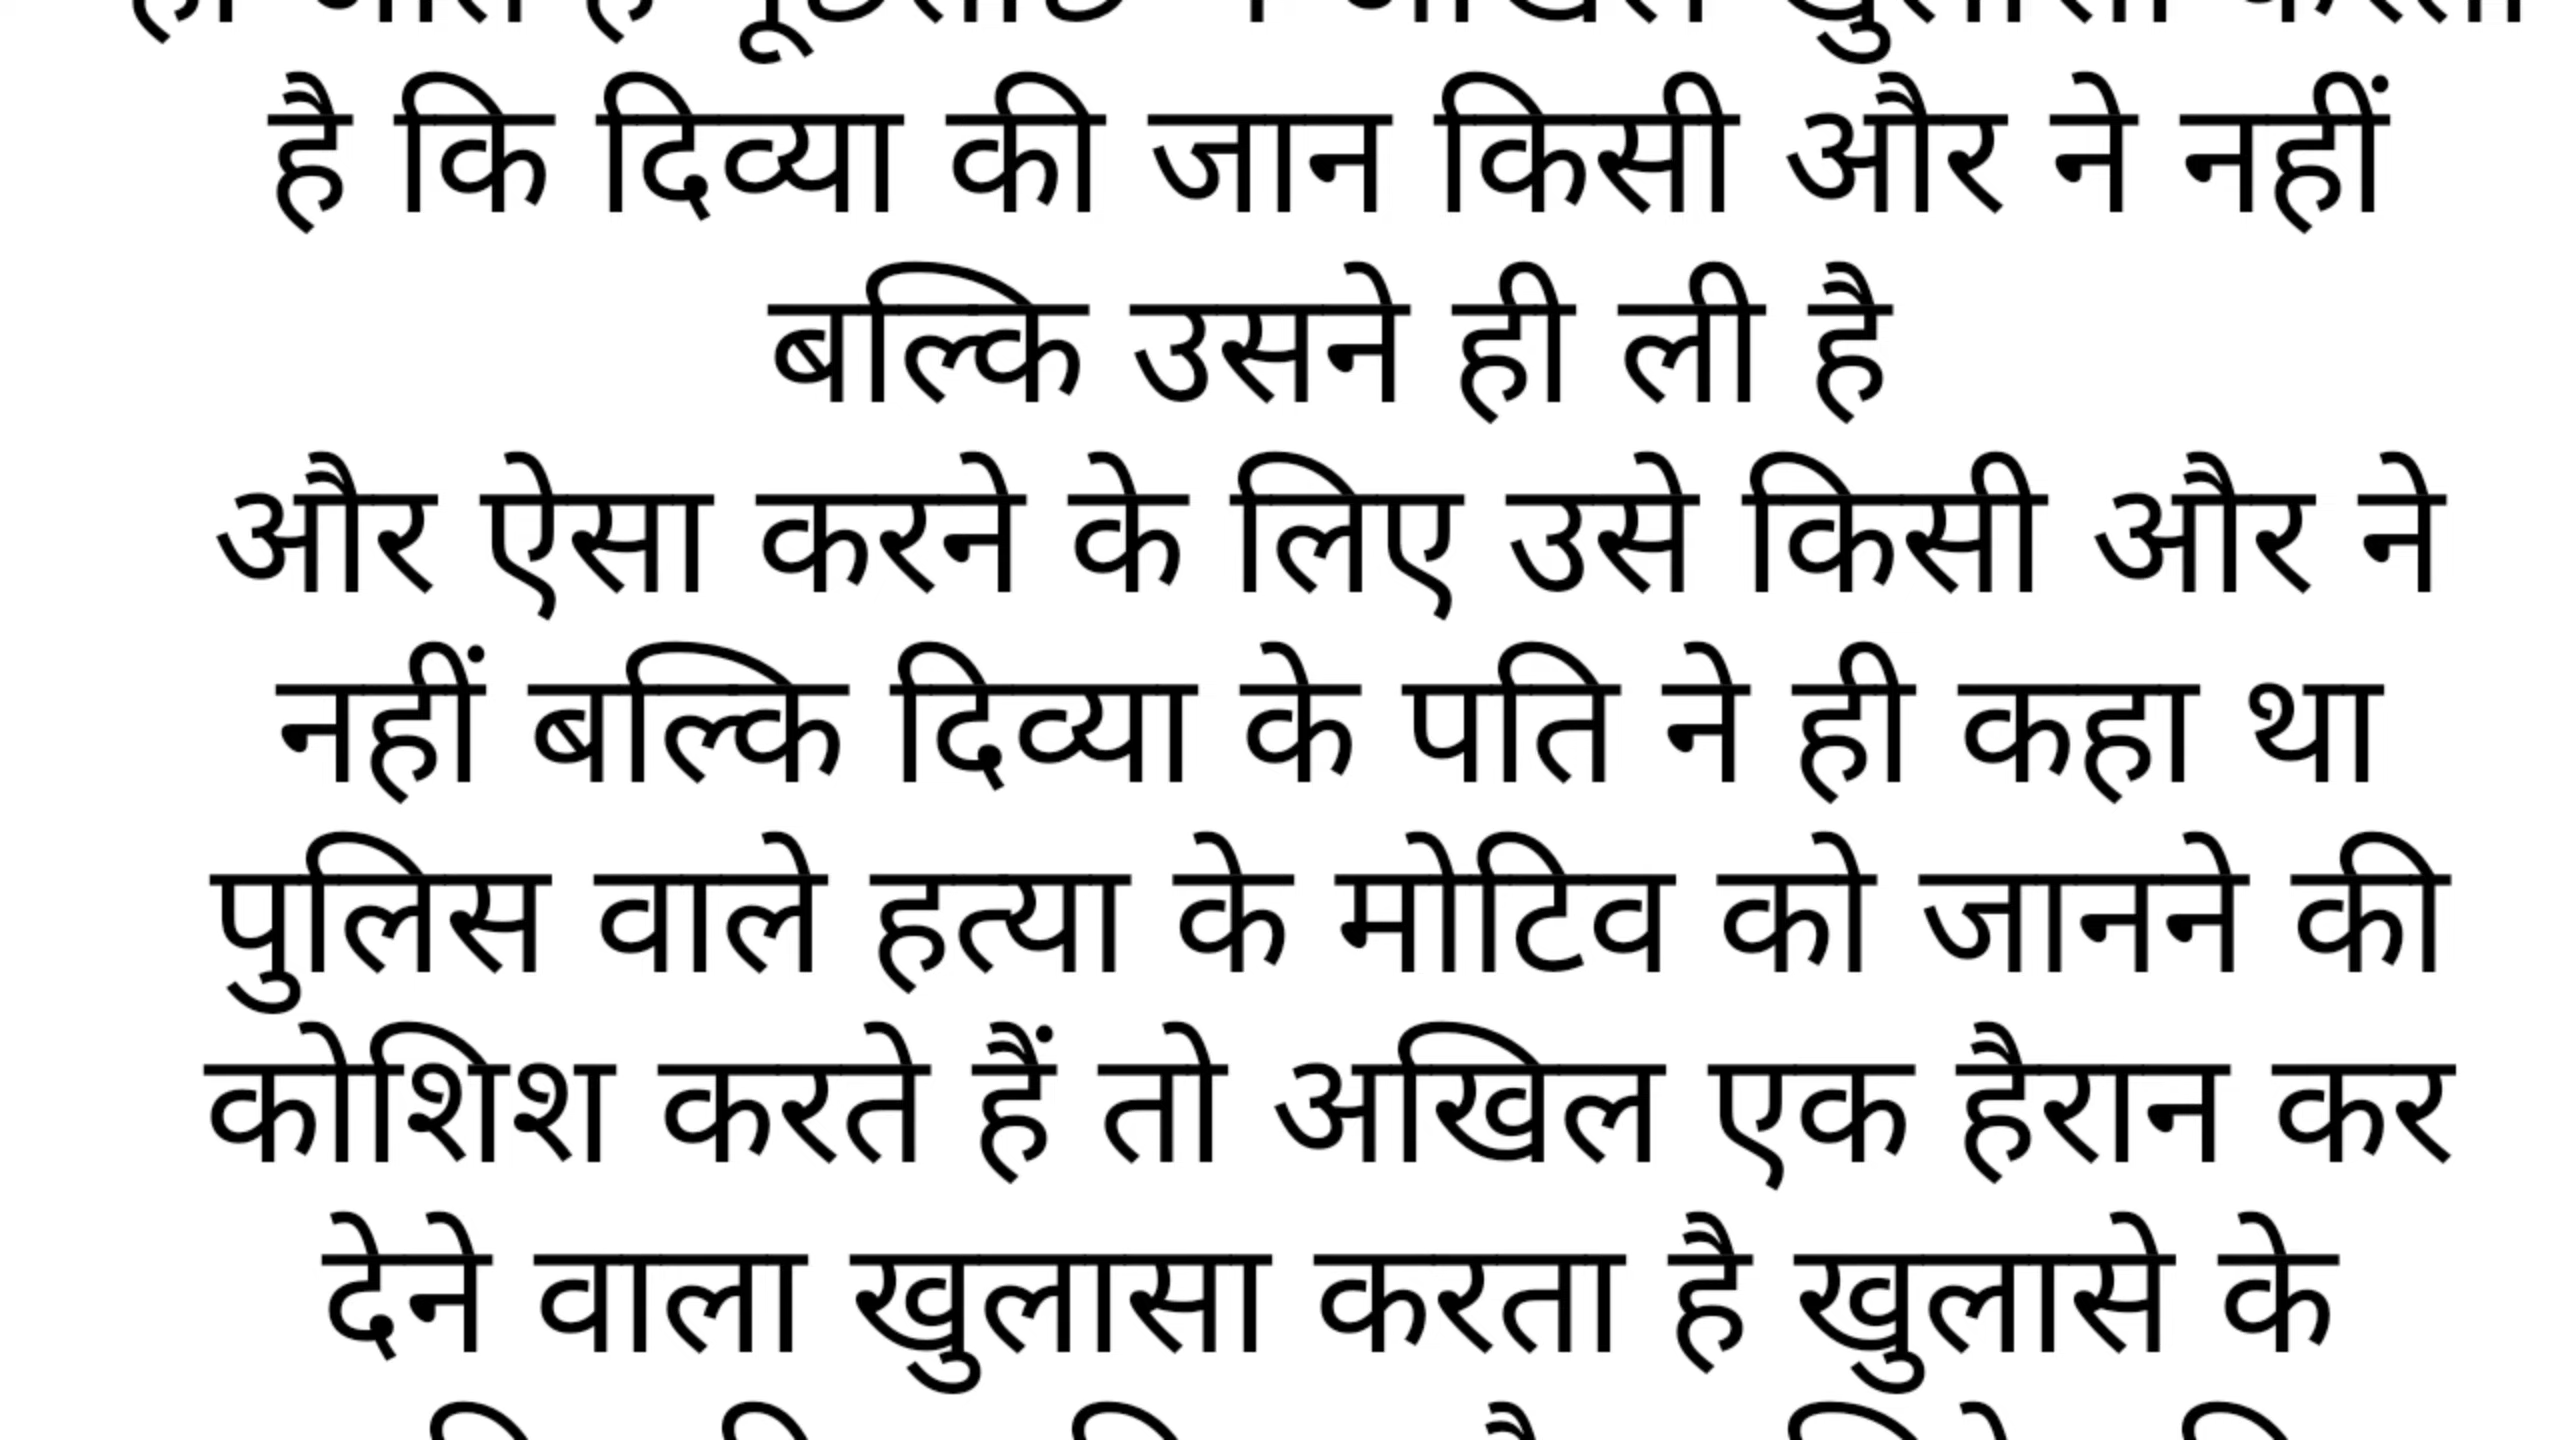 है कि दिव्या की जान किसी और ने नहीं
बल्कि उसने ही ली है
और ऐसा करने के लिए उसे किसी और ने
नहीं बल्कि दिव्या के पति ने ही कहा था
पुलिस वाले हत्या के मोटिव को जानने की
कोशिश करते हैं तो अखिल एक हैरान कर
देने वाला खुलासा करता है खुलासे के